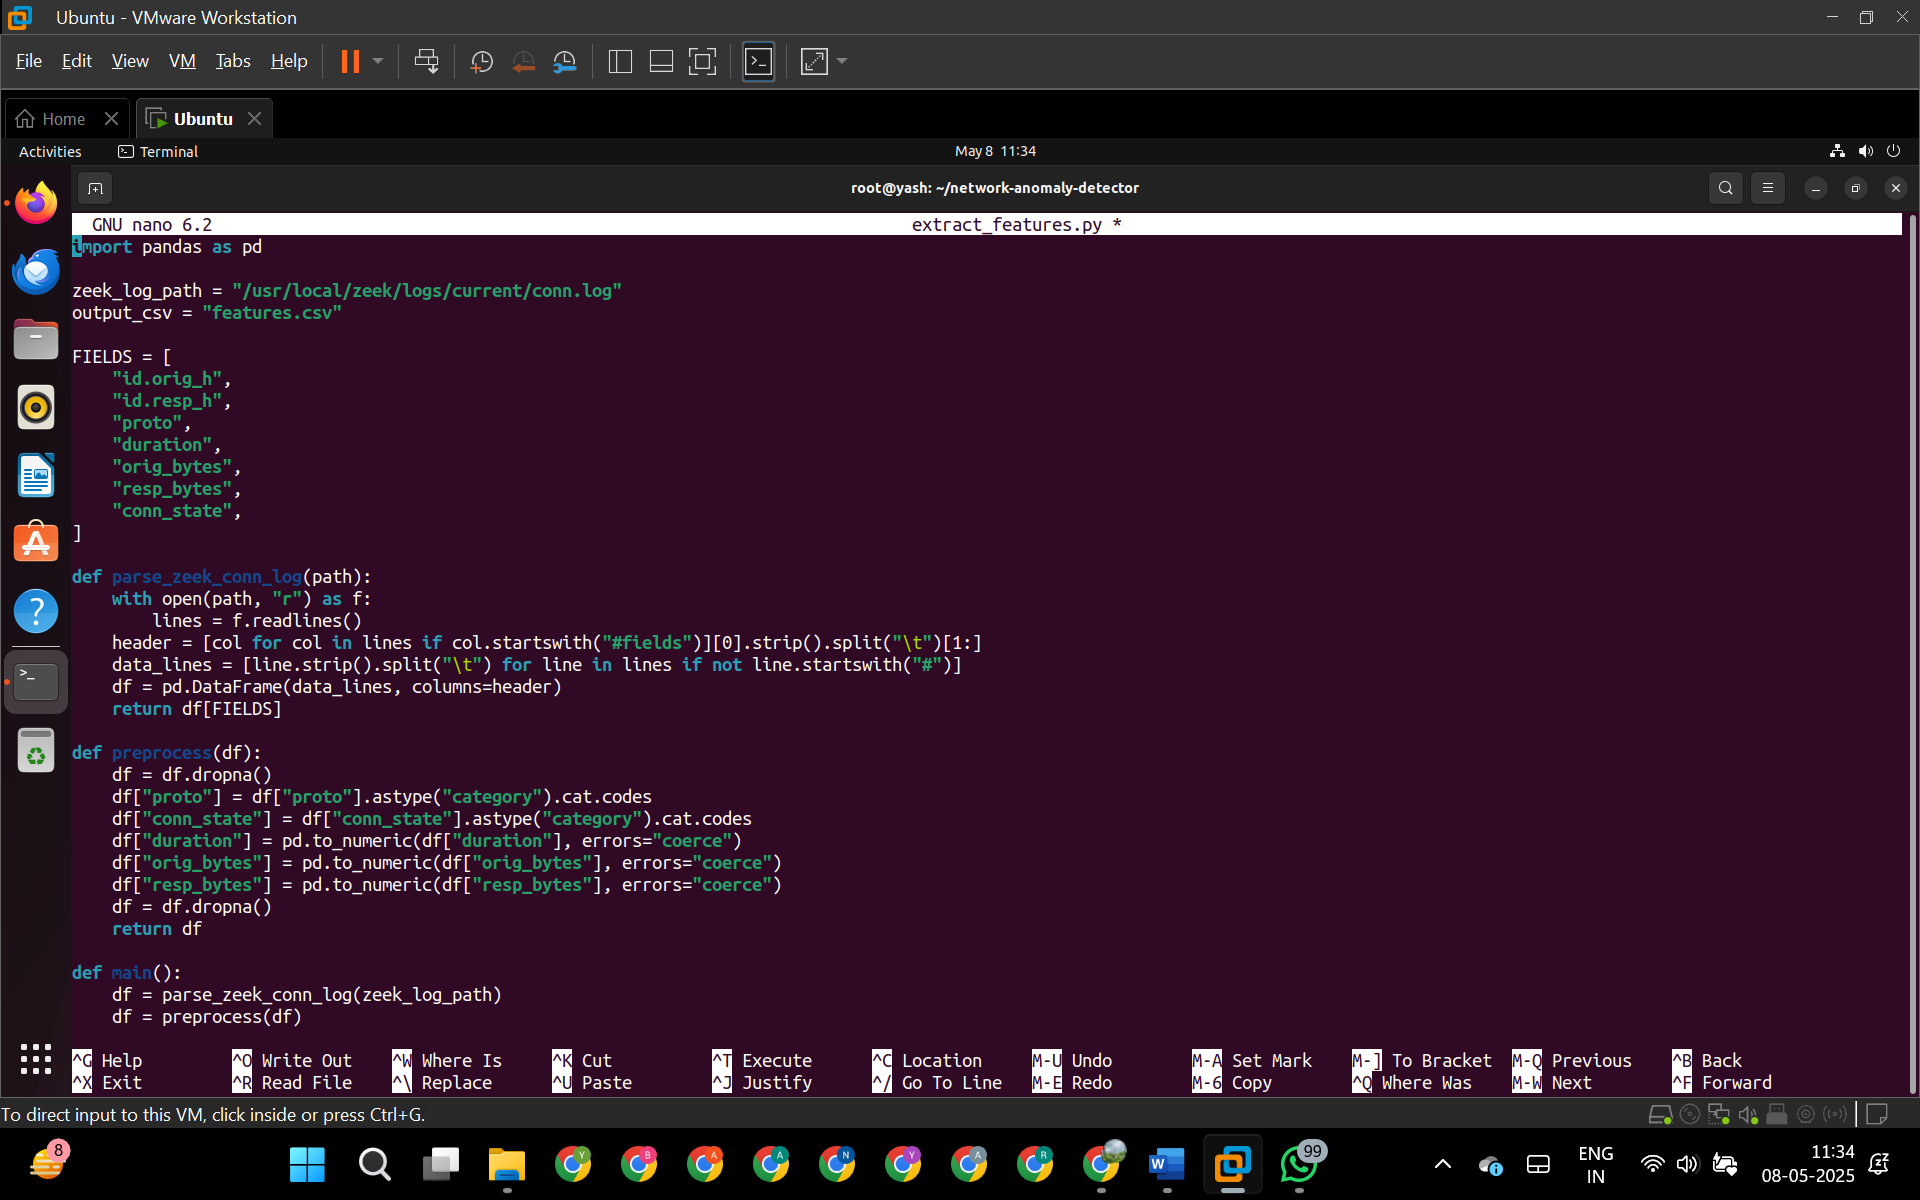 Ubuntu - VMware Workstation
File Edit View VM Tabs Help
Home Ubuntu
Activities Terminal May 8 11:34
root@yash: ~/network-anomaly-detector
GNU nano 6.2 extract_features.py *
import pandas as pd
zeek_log_path = "/usr/local/zeek/logs/current/conn.log"
output_csv = "features.csv"
FIELDS = [
    "id.orig_h",
    "id.resp_h",
    "proto",
    "duration",
    "orig_bytes",
    "resp_bytes",
    "conn_state",
]
def parse_zeek_conn_log(path):
    with open(path, "r") as f:
        lines = f.readlines()
    header = [col for col in lines if col.startswith("#fields")][0].strip().split("\t")[1:]
    data_lines = [line.strip().split("\t") for line in lines if not line.startswith("#")]
    df = pd.DataFrame(data_lines, columns=header)
    return df[FIELDS]
def preprocess(df):
    df = df.dropna()
    df["proto"] = df["proto"].astype("category").cat.codes
    df["conn_state"] = df["conn_state"].astype("category").cat.codes
    df["duration"] = pd.to_numeric(df["duration"], errors="coerce")
    df["orig_bytes"] = pd.to_numeric(df["orig_bytes"], errors="coerce")
    df["resp_bytes"] = pd.to_numeric(df["resp_bytes"], errors="coerce")
    df = df.dropna()
    return df
def main():
    df = parse_zeek_conn_log(zeek_log_path)
    df = preprocess(df)
^G Help ^O Write Out ^W Where Is ^K Cut ^T Execute ^C Location M-U Undo M-A Set Mark M-] To Bracket M-Q Previous ^B Back
^X Exit ^R Read File ^\ Replace ^U Paste ^J Justify ^/ Go To Line M-E Redo M-6 Copy ^Q Where Was M-W Next ^F Forward
To direct input to this VM, click inside or press Ctrl+G.
8 Y B A A N Y A R W 99 ENG 11:34
IN 08-05-2025